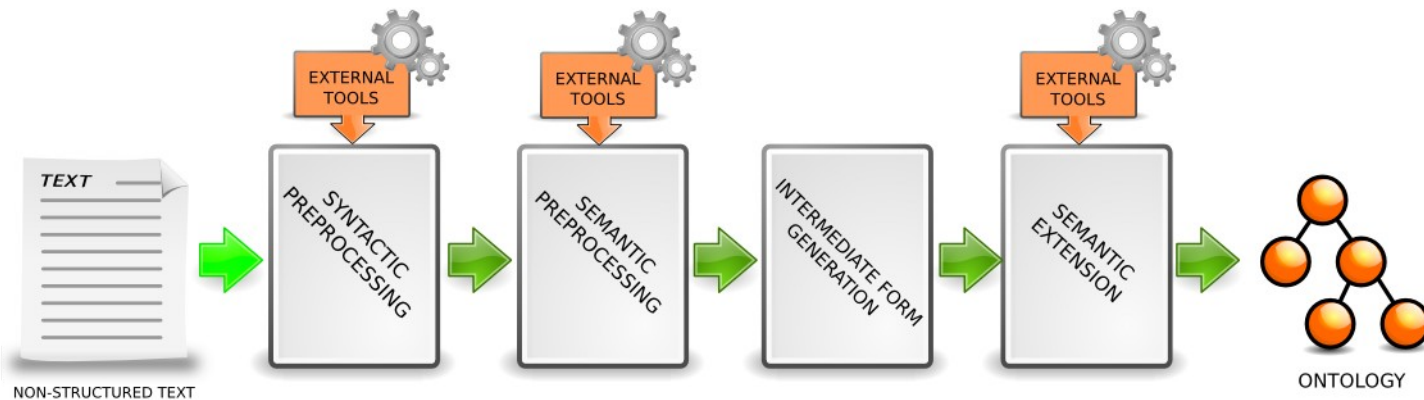 EXTERNAL
TOOLS
EXTERNAL
TOOLS
EXTERNAL
TOOLS
TEXT
SYNTACTIC
PREPROCESSING
SEMANTIC
PREPROCESSING
INTERMEDIATE FORM
GENERATION
SEMANTIC
EXTENSION
NON-STRUCTURED TEXT
ONTOLOGY